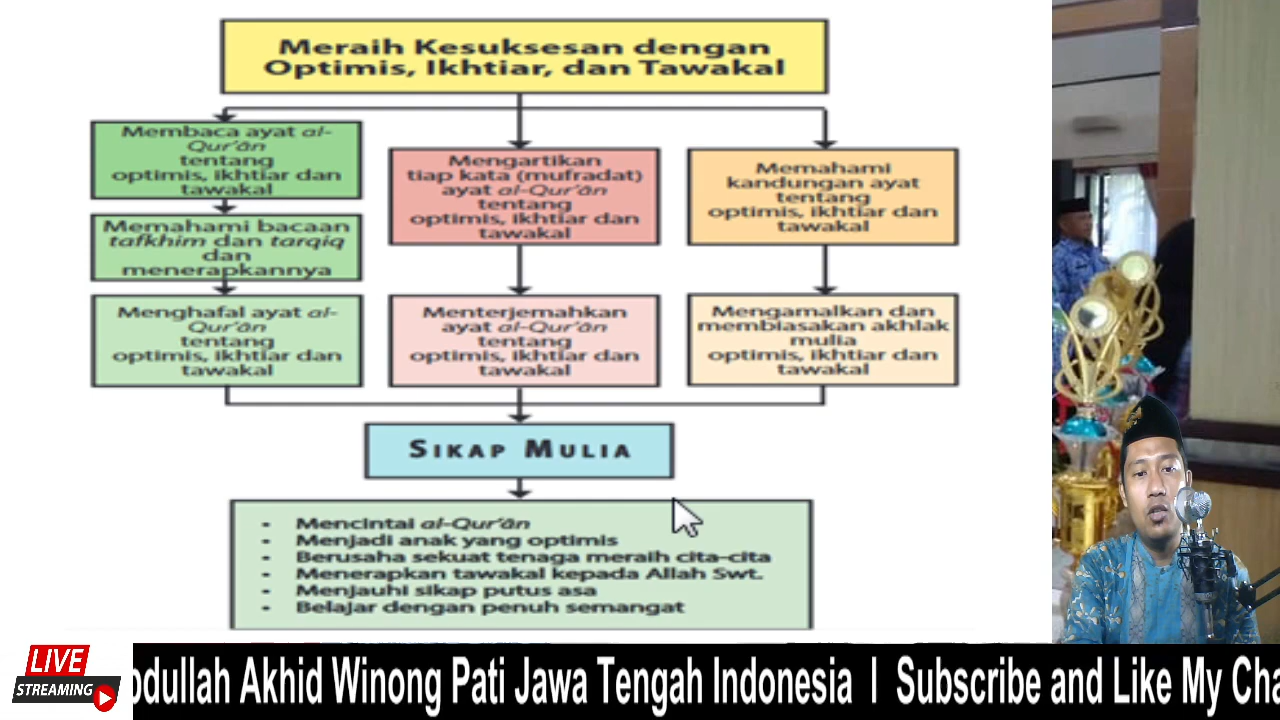 Meraih Kesuksesan dengan
Optimis, Ikhtiar, dan Tawakal
Membaca ayat al-
Qur'ān
tentang
optimis, ikhtiar dan
tawakal
Memahami bacaan
tafkhim dan tarqiq
dan
menerapkannya
Menghafal ayat al-
Qur'ān
tentang
optimis, ikhtiar dan
tawakal
Mengartikan
tiap kata (mufradat)
ayat al-Qur'ān
tentang
optimis, ikhtiar dan
tawakal
Menterjemahkan
ayat al-Qur'ān
tentang
optimis, ikhtiar dan
tawakal
Memahami
kandungan ayat
tentang
optimis, ikhtiar dan
tawakal
Mengamalkan dan
membiasakan akhlak
mulia
optimis, ikhtiar dan
tawakal
SIKAP MULIA
• Mencintai al-Qur'ān
• Menjadi anak yang optimis
• Berusaha sekuat tenaga meraih cita-cita
• Menerapkan tawakal kepada Allah Swt.
• Menjauhi sikap putus asa
• Belajar dengan penuh semangat
LIVE
STREAMING
Akhid Winong Pati Jawa Tengah Indonesia I Subscribe and Like My